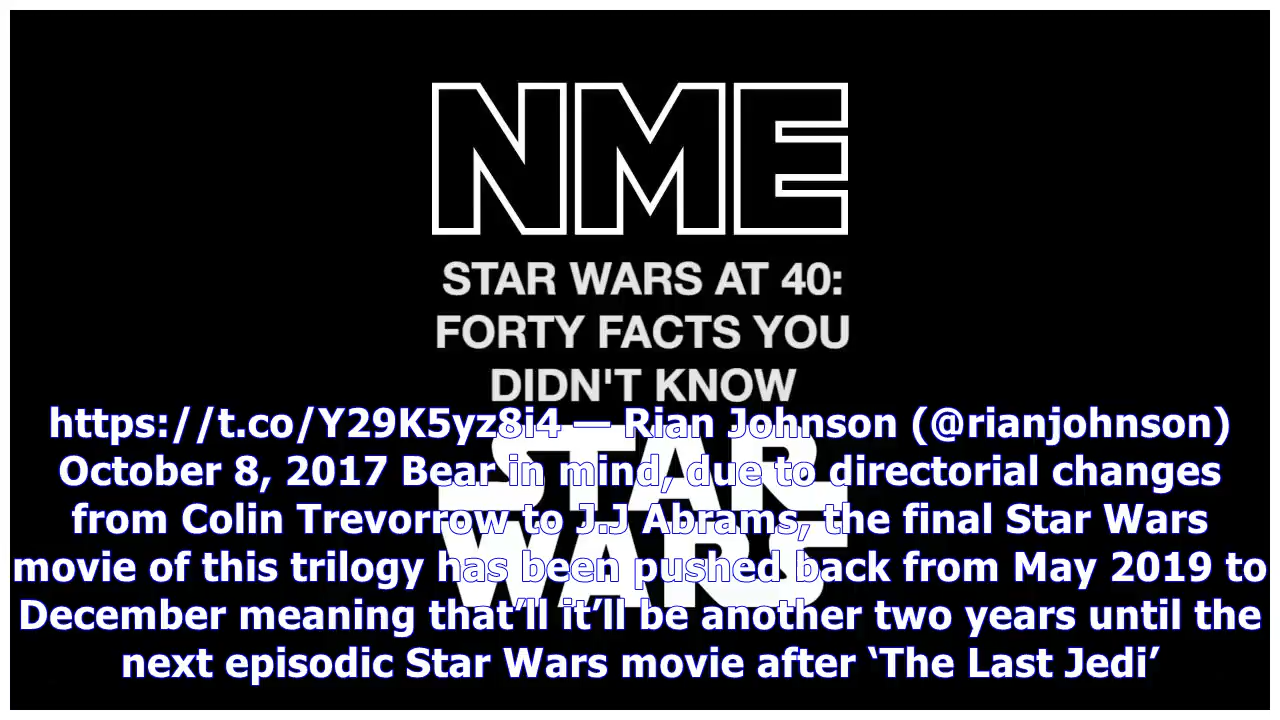 NME
STAR WARS AT 40:
FORTY FACTS YOU
DIDN'T KNOW
STAR
WARS
https://t.co/Y29K5yz8i4 — Rian Johnson (@rianjohnson)
October 8, 2017 Bear in mind, due to directorial changes
from Colin Trevorrow to J.J Abrams, the final Star Wars
movie of this trilogy has been pushed back from May 2019 to
December meaning that’ll it’ll be another two years until the
next episodic Star Wars movie after ‘The Last Jedi’